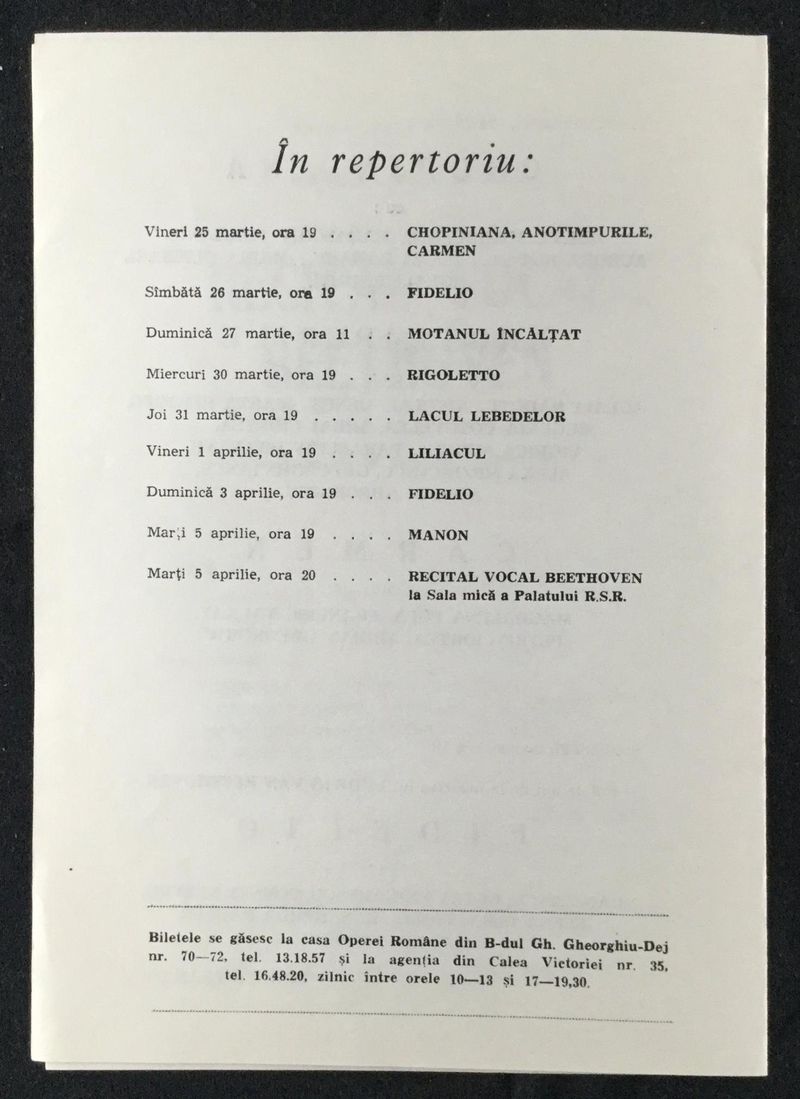 În repertoriu:
Vineri 25 martie, ora 19 . . . . CHOPINIANA, ANOTIMPURILE,
CARMEN
Sîmbătă 26 martie, ora 19 . . . FIDELIO
Duminică 27 martie, ora 11 . . MOTANUL ÎNCĂLȚAT
Miercuri 30 martie, ora 19 . . . RIGOLETTO
Joi 31 martie, ora 19 . . . . . LACUL LEBEDELOR
Vineri 1 aprilie, ora 19 . . . . LILIACUL
Duminică 3 aprilie, ora 19 . . . FIDELIO
Marți 5 aprilie, ora 19 . . . . MANON
Marți 5 aprilie, ora 20 . . . . RECITAL VOCAL BEETHOVEN
la Sala mică a Palatului R.S.R.
Biletele se găsesc la casa Operei Române din B-dul Gh. Gheorghiu-Dej
nr. 70—72, tel. 13.18.57 și la agenția din Calea Victoriei nr. 35,
tel. 16.48.20, zilnic între orele 10—13 și 17—19,30.